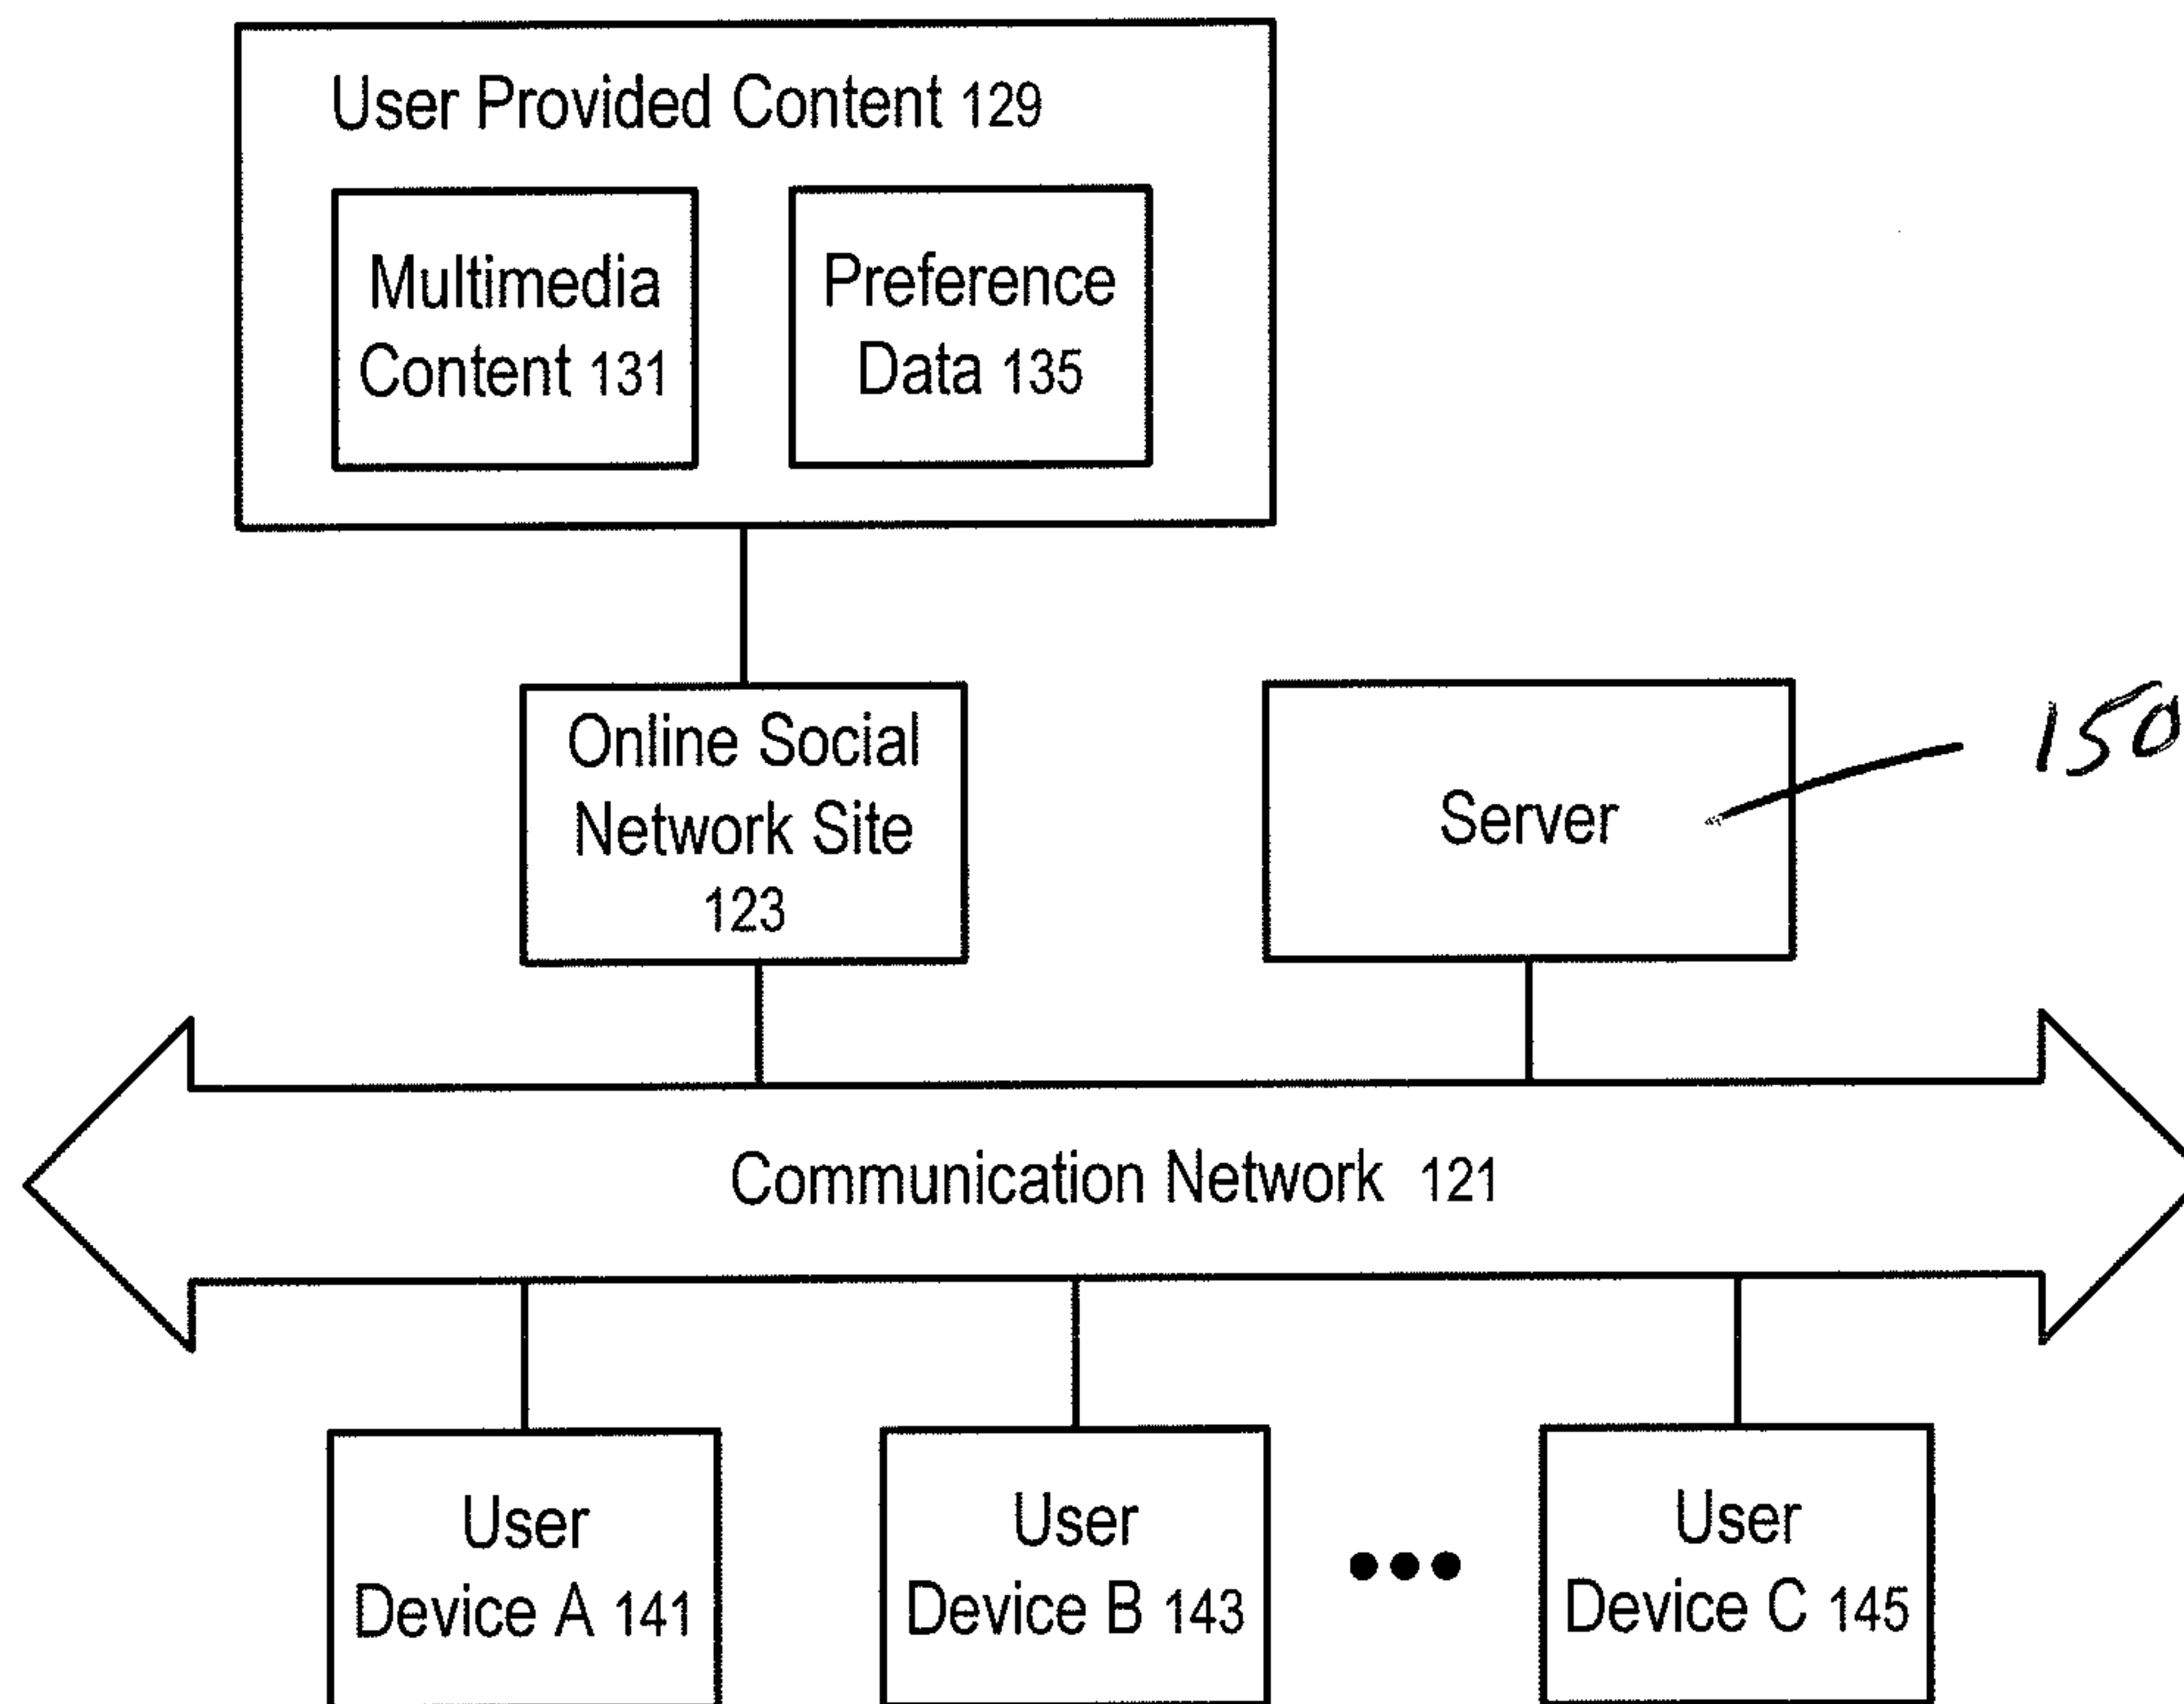 User Provided Content 129
Multimedia
Content 131
Preference
Data 135
Online Social
Network Site
123
Server
150
Communication Network 121
User
Device A 141
User
Device B 143
User
Device C 145